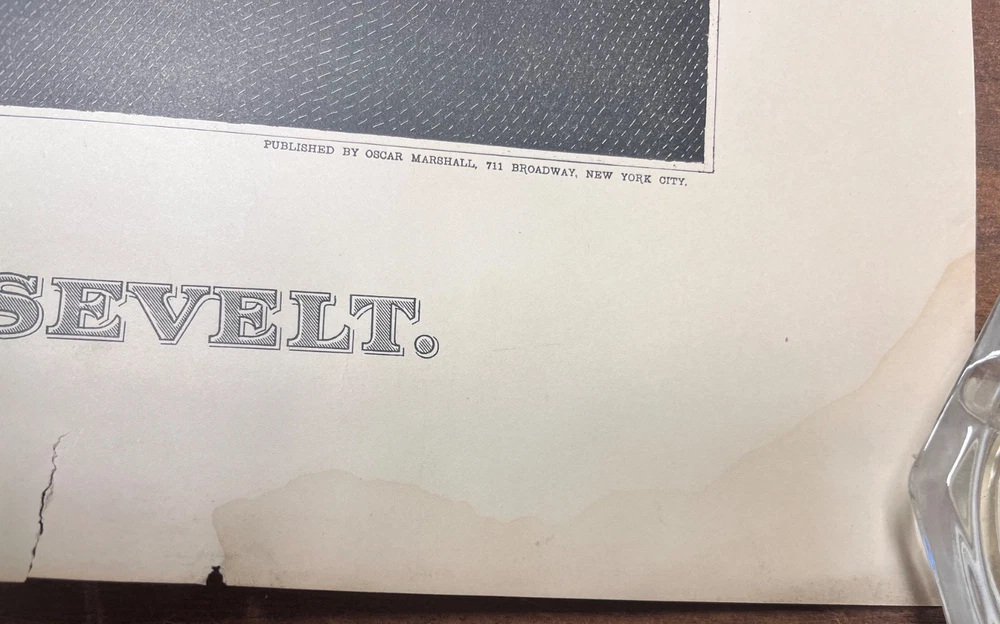 PUBLISHED BY OSCAR MARSHALL, 711 BROADWAY, NEW YORK CITY.
SEVELT.